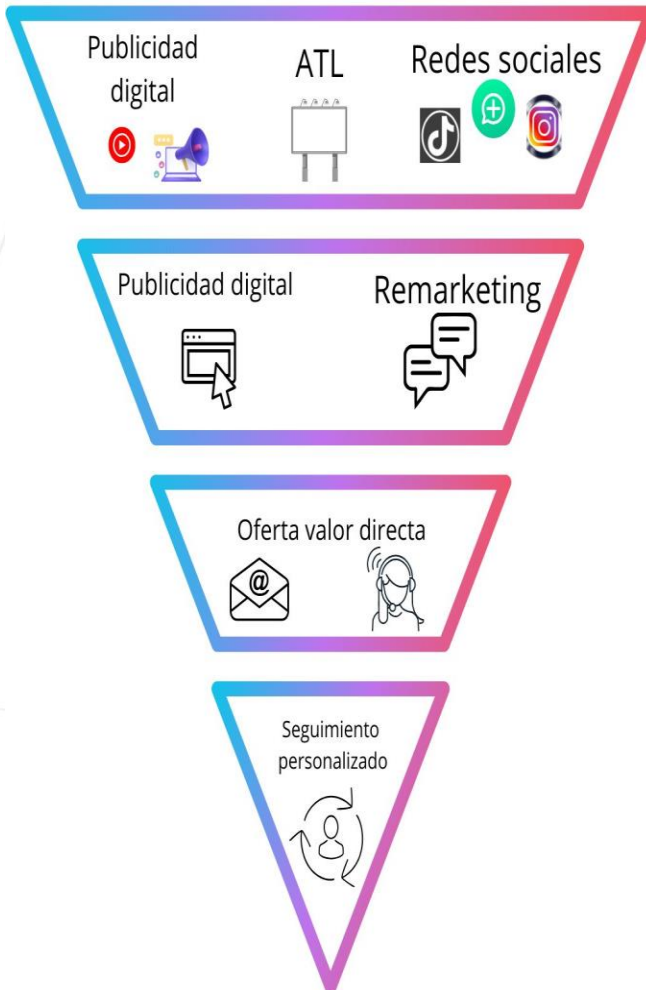 Publicidad
digital
ATL
Redes sociales
Publicidad digital
Remarketing
Oferta valor directa
@
Seguimiento
personalizado